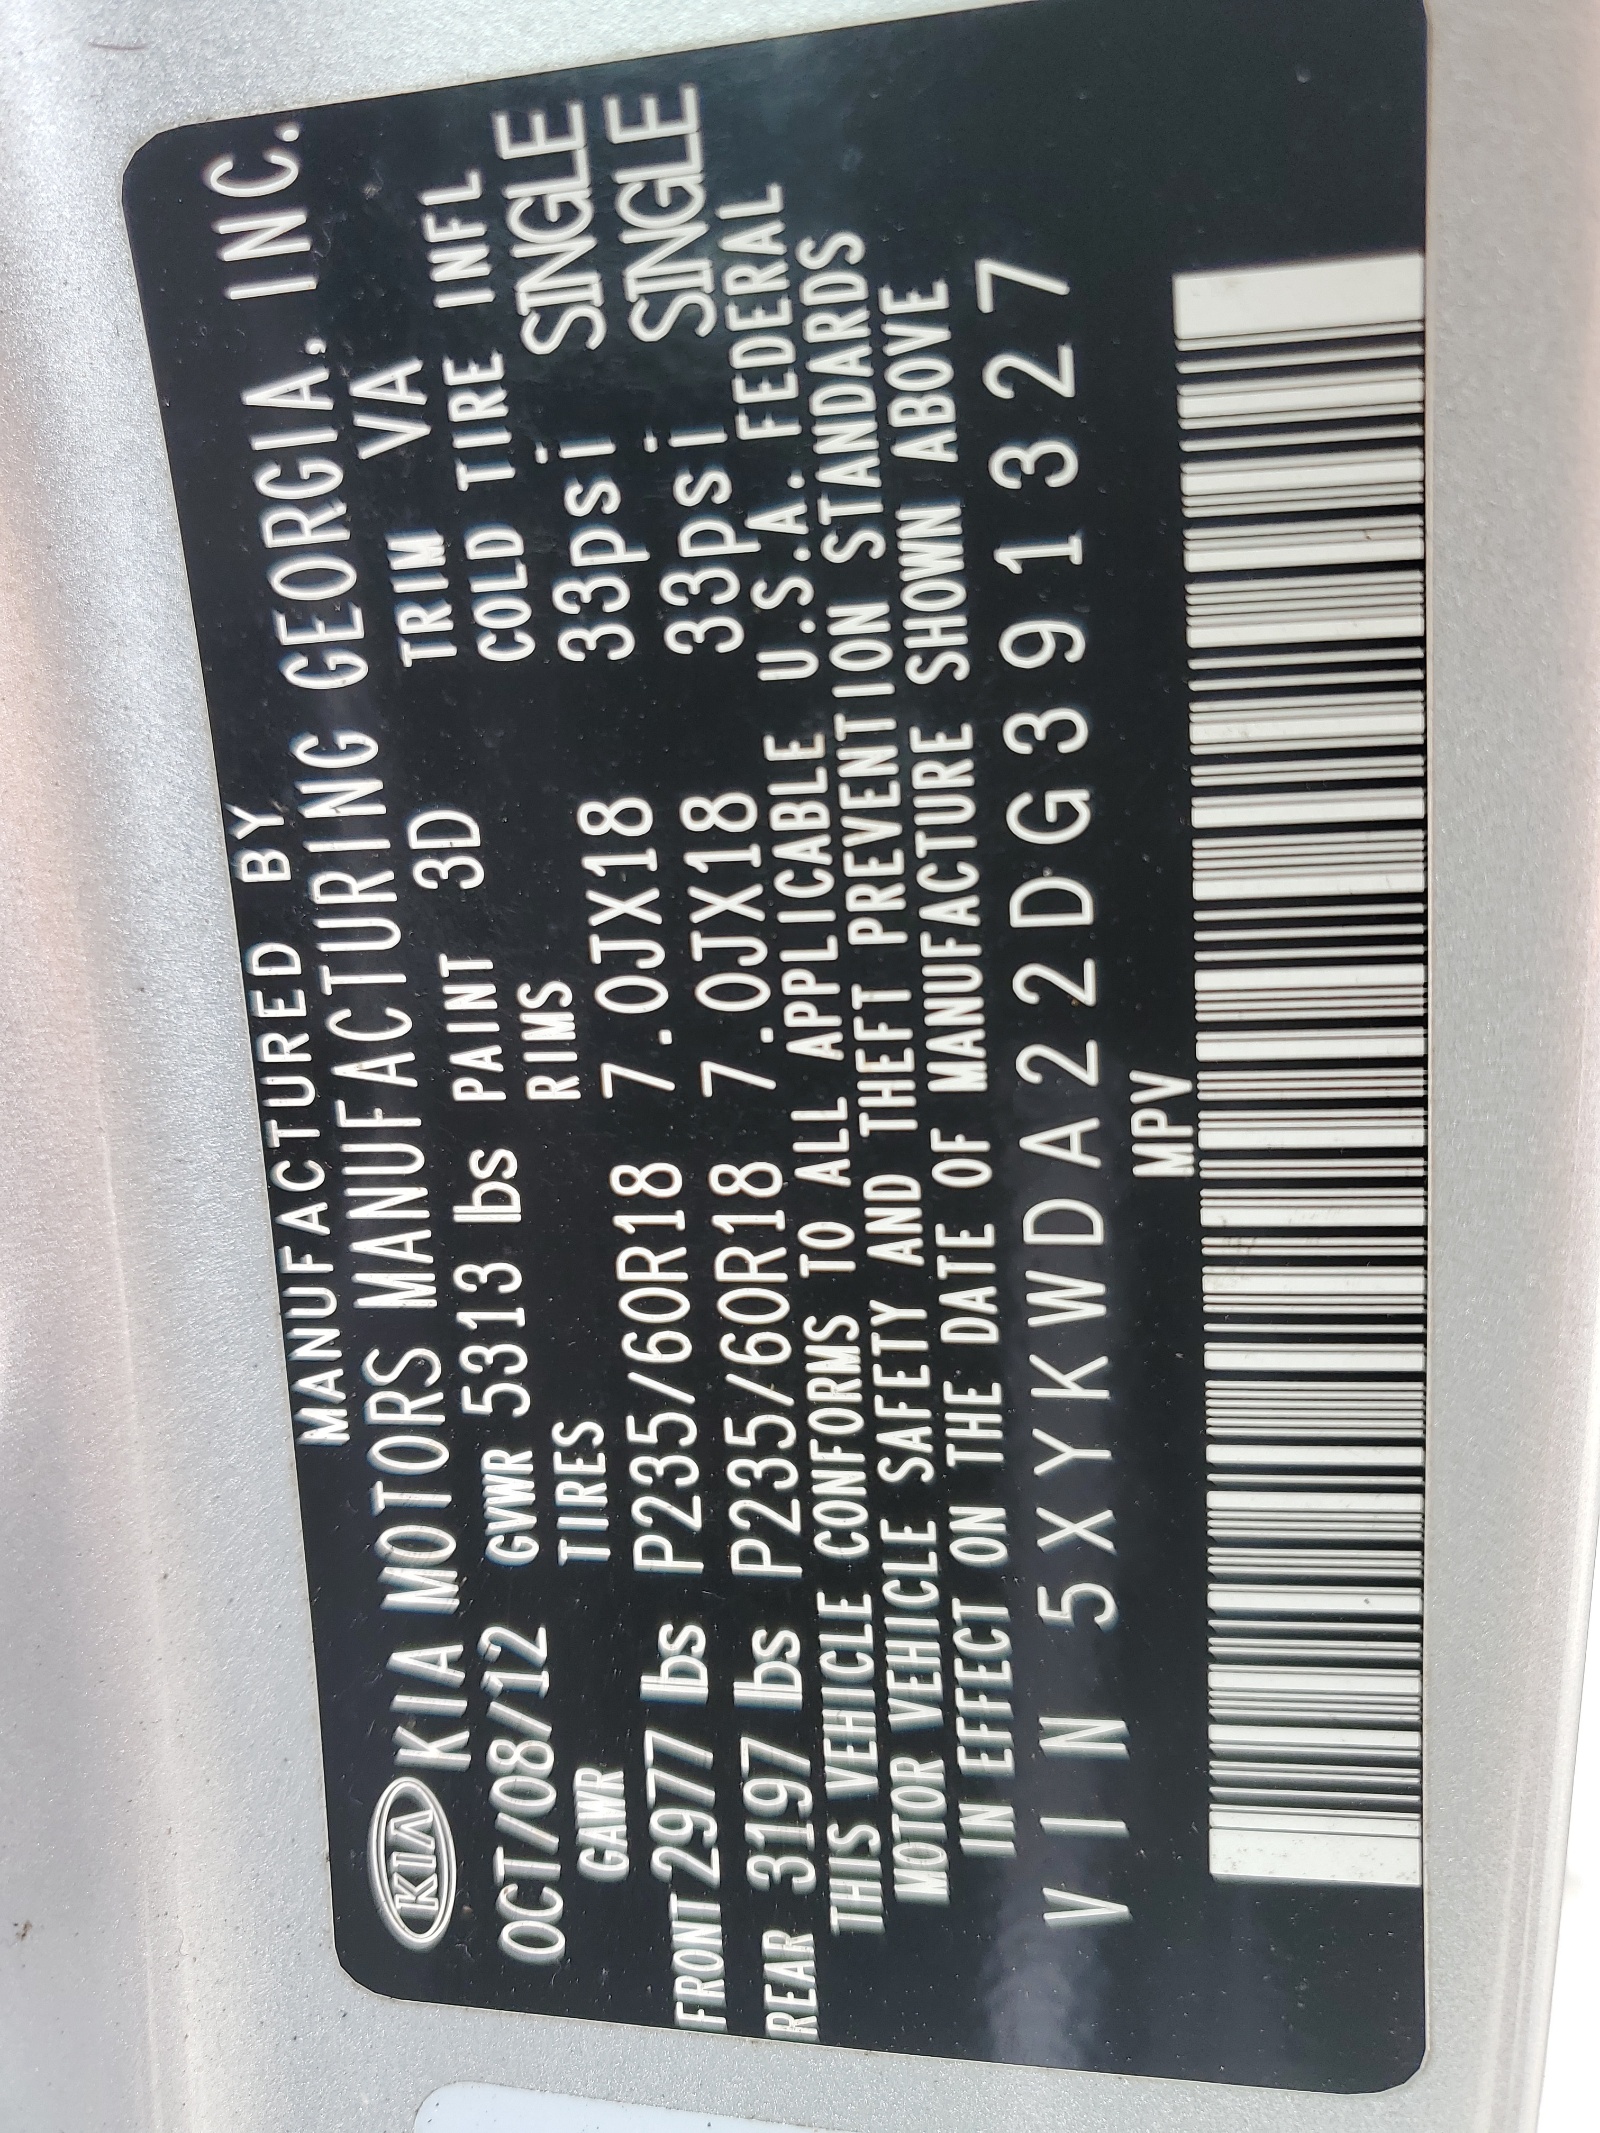 MANUFACTURED BY
KIA KIA MOTORS MANUFACTURING GEORGIA, INC.
OCT/08/12 GVWR 5313 lbs PAINT 3D TRIM VA
GAWR TIRES RIMS COLD TIRE INFL
FRONT 2977 lbs P235/60R18 7.0JX18 33psi SINGLE
REAR 3197 lbs P235/60R18 7.0JX18 33psi SINGLE
THIS VEHICLE CONFORMS TO ALL APPLICABLE U.S.A. FEDERAL
MOTOR VEHICLE SAFETY AND THEFT PREVENTION STANDARDS
IN EFFECT ON THE DATE OF MANUFACTURE SHOWN ABOVE
VIN 5XYKWDA22DG391327
MPV